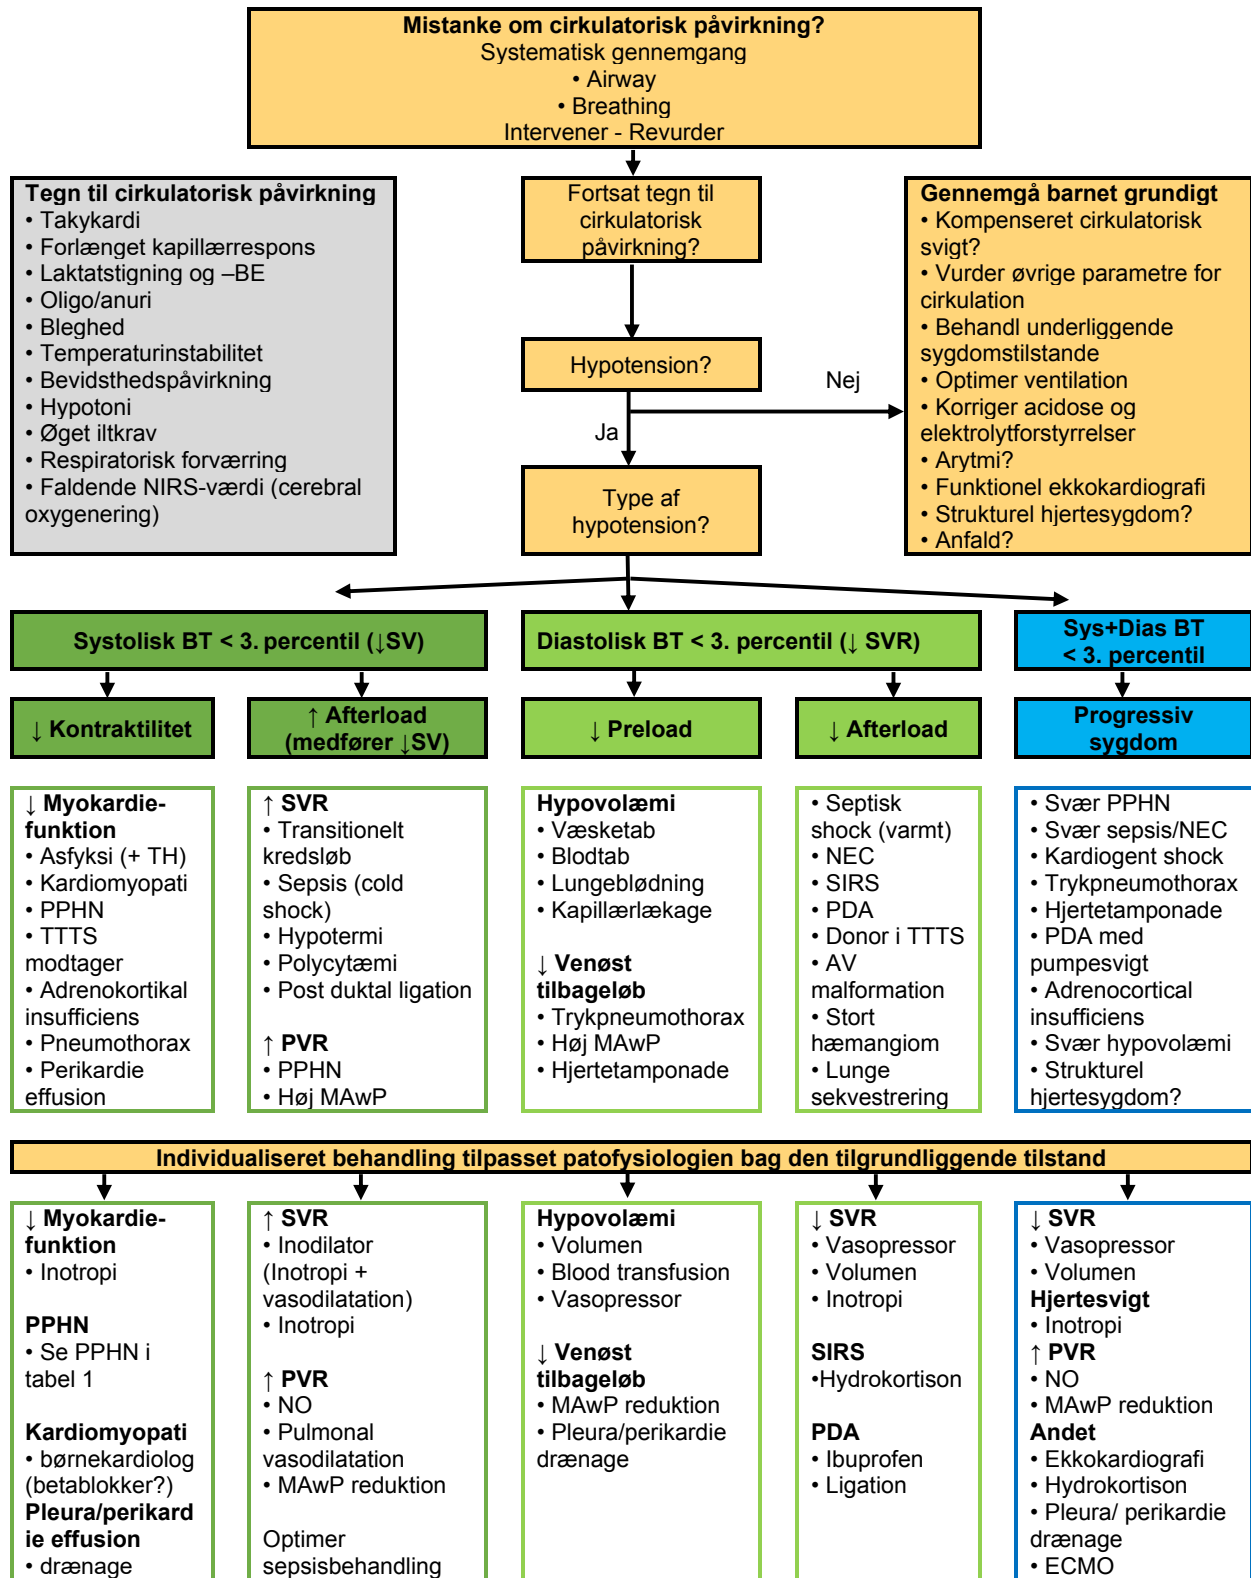 Mistanke om cirkulatorisk påvirkning?
Systematisk gennemgang
• Airway
• Breathing
Intervener - Revurder
Tegn til cirkulatorisk påvirkning
• Takykardi
• Forlænget kapillærrespons
• Laktatstigning og –BE
• Oligo/anuri
• Bleghed
• Temperaturinstabilitet
• Bevidsthedspåvirkning
• Hypotoni
• Øget iltkrav
• Respiratorisk forværring
• Faldende NIRS-værdi (cerebral
oxygenering)
Fortsat tegn til
cirkulatorisk
påvirkning?
Hypotension?
Nej
Ja
Type af
hypotension?
Gennemgå barnet grundigt
• Kompenseret cirkulatorisk
svigt?
• Vurder øvrige parametre for
cirkulation
• Behandl underliggende
sygdomstilstande
• Optimer ventilation
• Korriger acidose og
elektrolytforstyrrelser
• Arytmi?
• Funktionel ekkokardiografi
• Strukturel hjertesygdom?
• Anfald?
Systolisk BT < 3. percentil (↓SV)
Diastolisk BT < 3. percentil (↓ SVR)
Sys+Dias BT
< 3. percentil
↓ Kontraktilitet
↑ Afterload
(medfører ↓SV)
↓ Preload
↓ Afterload
Progressiv
sygdom
↓ Myokardie-
funktion
• Asfyksi (+ TH)
• Kardiomyopati
• PPHN
• TTTS
modtager
• Adrenokortikal
insufficiens
• Pneumothorax
• Perikardie
effusion
↑ SVR
• Transitionelt
kredsløb
• Sepsis (cold
shock)
• Hypotermi
• Polycytæmi
• Post duktal ligation
↑ PVR
• PPHN
• Høj MAwP
Hypovolæmi
• Væsketab
• Blodtab
• Lungeblødning
• Kapillærlækage
↓ Venøst
tilbageløb
• Trykpneumothorax
• Høj MAwP
• Hjertetamponade
• Septisk
shock (varmt)
• NEC
• SIRS
• PDA
• Donor i TTTS
• AV
malformation
• Stort
hæmangiom
• Lunge
sekvestrering
• Svær PPHN
• Svær sepsis/NEC
• Kardiogent shock
• Trykpneumothorax
• Hjertetamponade
• PDA med
pumpesvigt
• Adrenocortical
insufficiens
• Svær hypovolæmi
• Strukturel
hjertesygdom?
Individualiseret behandling tilpasset patofysiologien bag den tilgrundliggende tilstand
↓ Myokardie-
funktion
• Inotropi
PPHN
• Se PPHN i
tabel 1
Kardiomyopati
• børnekardiolog
(betablokker?)
Pleura/perikard
ie effusion
• drænage
↑ SVR
• Inodilator
(Inotropi +
vasodilatation)
• Inotropi
↑ PVR
• NO
• Pulmonal
vasodilatation
• MAwP reduktion
Optimer
sepsisbehandling
Hypovolæmi
• Volumen
• Blood transfusion
• Vasopressor
↓ Venøst
tilbageløb
• MAwP reduktion
• Pleura/perikardie
drænage
↓ SVR
• Vasopressor
• Volumen
• Inotropi
SIRS
•Hydrokortison
PDA
• Ibuprofen
• Ligation
↓ SVR
• Vasopressor
• Volumen
Hjertesvigt
• Inotropi
↑ PVR
• NO
• MAwP reduktion
Andet
• Ekkokardiografi
• Hydrokortison
• Pleura/ perikardie
drænage
• ECMO